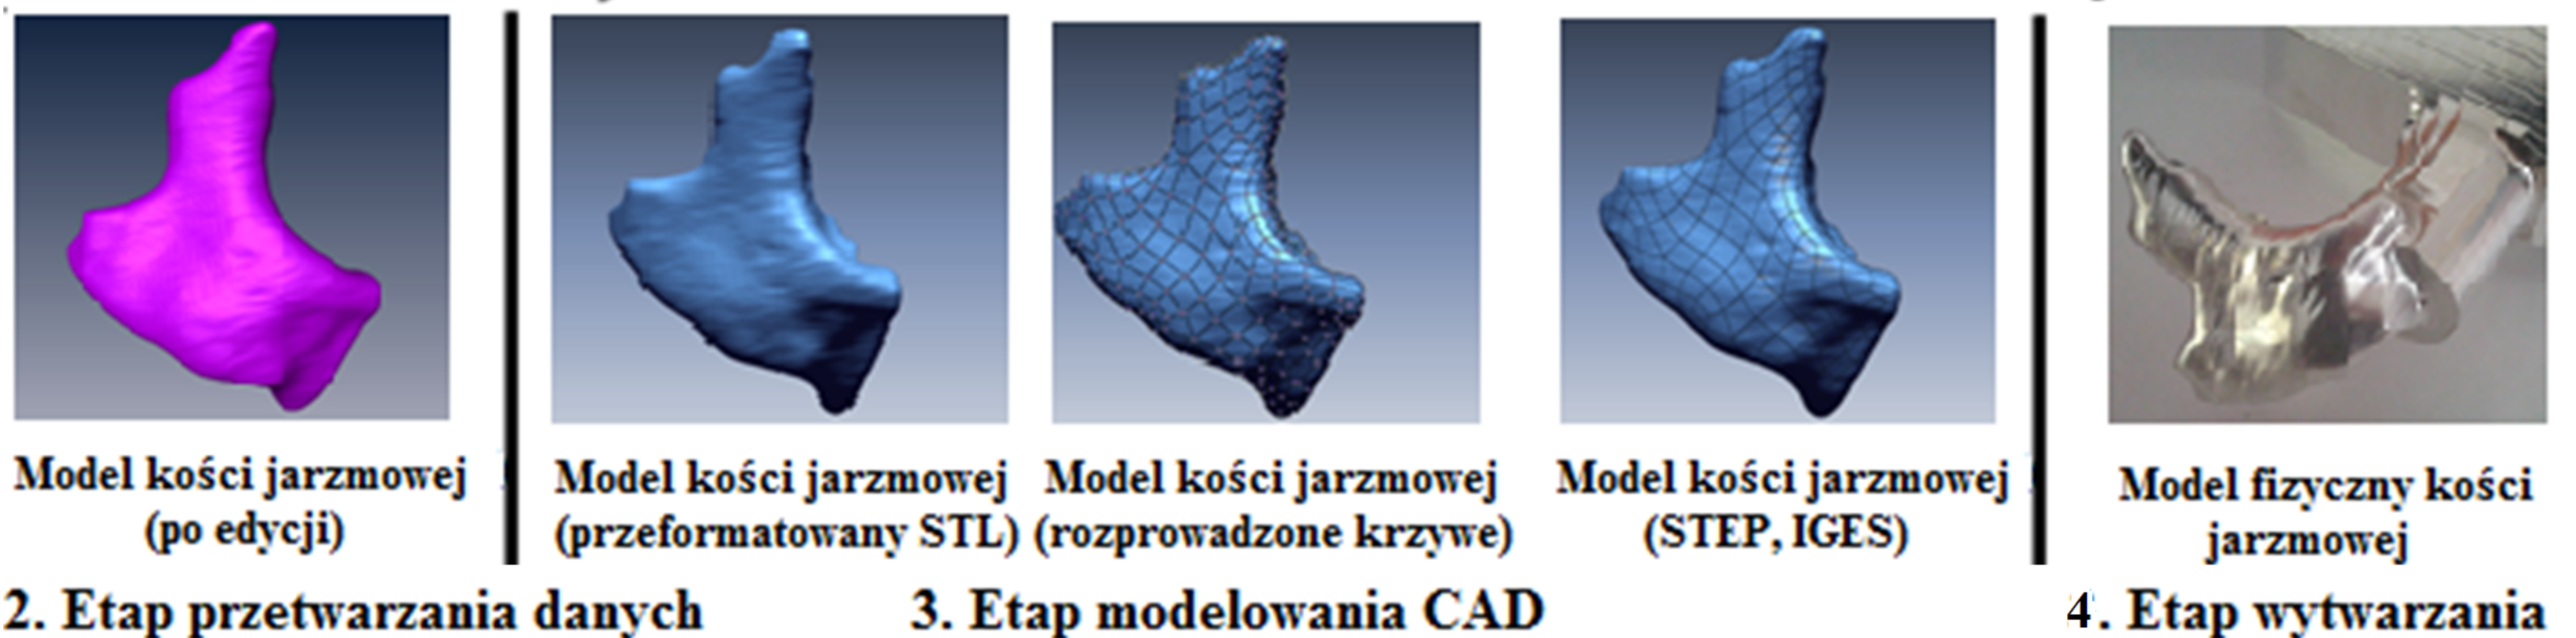 Model kości jarzmowej
(po edycji)
Model kości jarzmowej
(przeformatowany STL)
Model kości jarzmowej
(rozprowadzone krzywe)
Model kości jarzmowej
(STEP, IGES)
Model fizyczny kości
jarzmowej
2. Etap przetwarzania danych
3. Etap modelowania CAD
4. Etap wytwarzania